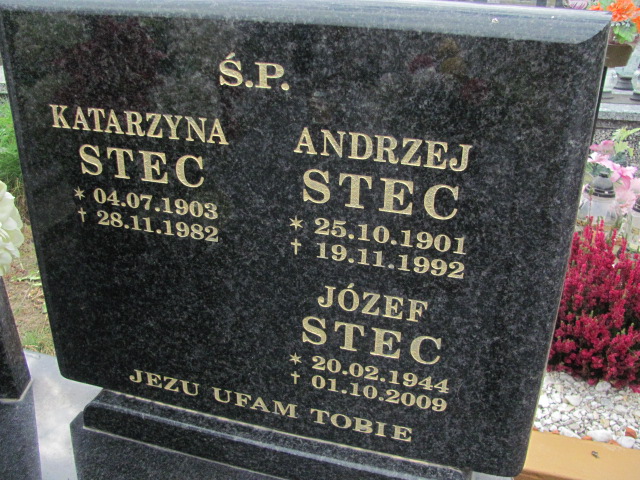 Ś.P.
KATARZYNA
STEC
* 04.07.1903
† 28.11.1982
ANDRZEJ
STEC
* 25.10.1901
† 19.11.1992
JÓZEF
STEC
* 20.02.1944
† 01.10.2009
JEZU UFAM TOBIE